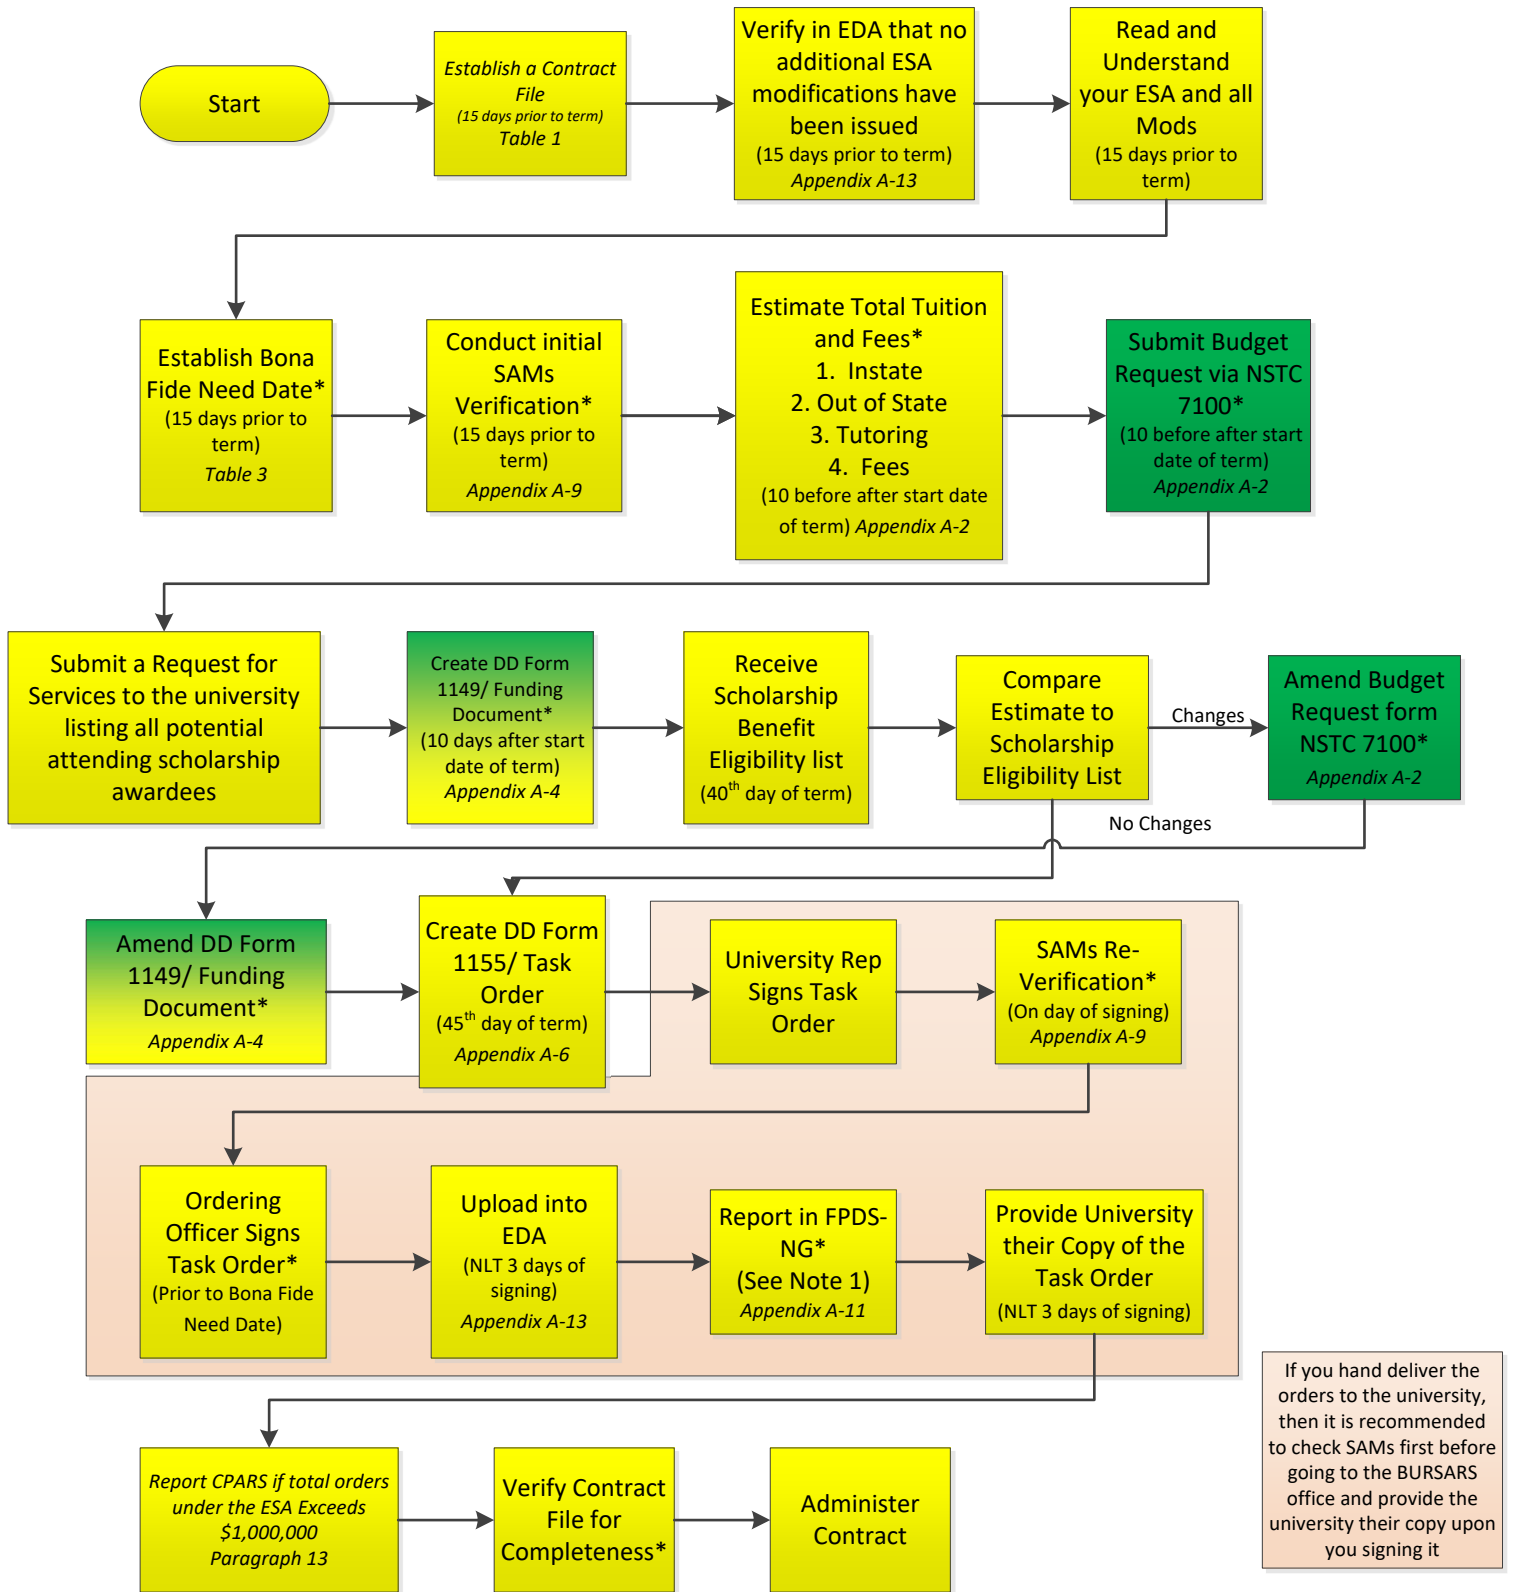 Start
Establish a Contract
File
(15 days prior to term)
Table 1
Verify in EDA that no
additional ESA
modifications have
been issued
(15 days prior to term)
Appendix A-13
Read and
Understand
your ESA and all
Mods
(15 days prior to
term)
Establish Bona
Fide Need Date*
(15 days prior to
term)
Table 3
Conduct initial
SAMs
Verification*
(15 days prior to
term)
Appendix A-9
Estimate Total Tuition
and Fees*
1. Instate
2. Out of State
3. Tutoring
4. Fees
(10 before after start date
of term) Appendix A-2
Submit Budget
Request via NSTC
7100*
(10 before after start
date of term)
Appendix A-2
Submit a Request for
Services to the university
listing all potential
attending scholarship
awardees
Create DD Form
1149/ Funding
Document*
(10 days after start
date of term)
Appendix A-4
Receive
Scholarship
Benefit
Eligibility list
(40th day of term)
Compare
Estimate to
Scholarship
Eligibility List
Changes
Amend Budget
Request form
NSTC 7100*
Appendix A-2
No Changes
Amend DD Form
1149/ Funding
Document*
Appendix A-4
Create DD Form
1155/ Task
Order
(45th day of term)
Appendix A-6
University Rep
Signs Task
Order
SAMs Re-
Verification*
(On day of signing)
Appendix A-9
Ordering
Officer Signs
Task Order*
(Prior to Bona Fide
Need Date)
Upload into
EDA
(NLT 3 days of
signing)
Appendix A-13
Report in FPDS-
NG*
(See Note 1)
Appendix A-11
Provide University
their Copy of the
Task Order
(NLT 3 days of signing)
If you hand deliver the
orders to the university,
then it is recommended
to check SAMs first before
going to the BURSARS
office and provide the
university their copy upon
you signing it
Report CPARS if total orders
under the ESA Exceeds
$1,000,000
Paragraph 13
Verify Contract
File for
Completeness*
Administer
Contract